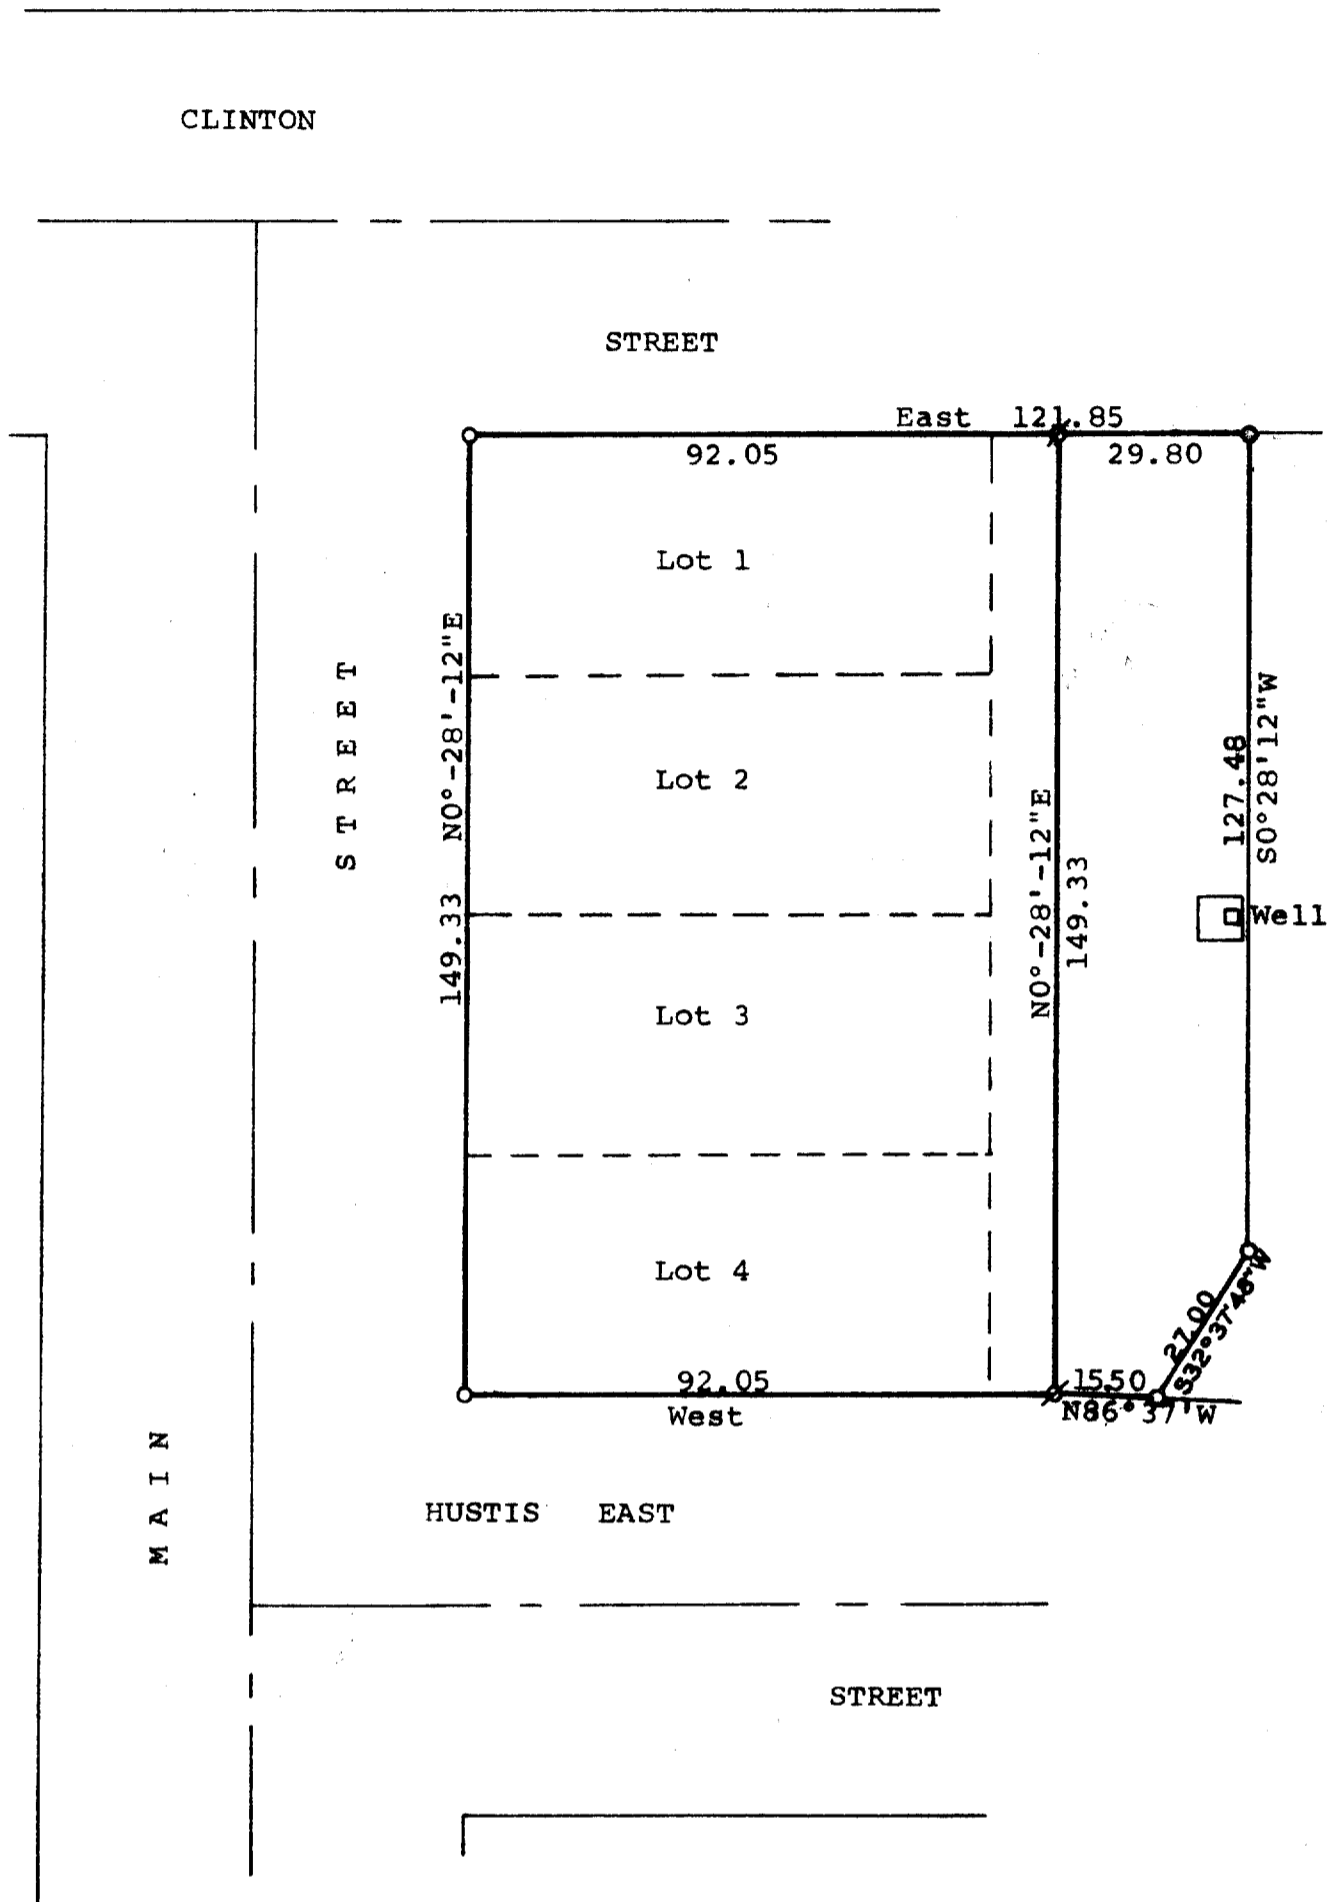 CLINTON
STREET
East 121.85
92.05
29.80
Lot 1
Lot 2
Lot 3
Lot 4
STREET
149.33 N0°-28'-12"E
N0°-28'-12"E
149.33
127.48
S0°28'12"W
Well
27.00
S32°37'48"W
92.05
West
15.50
N86°37'W
MAIN
HUSTIS EAST
STREET